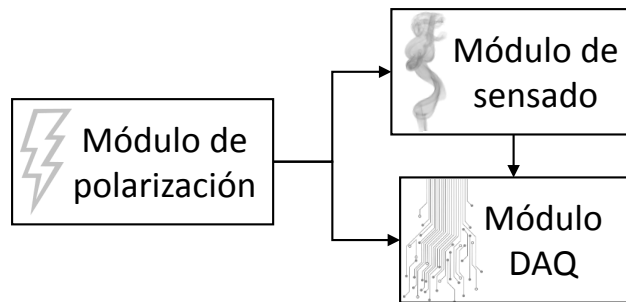 Módulo de
polarización
Módulo de
sensado
Módulo
DAQ